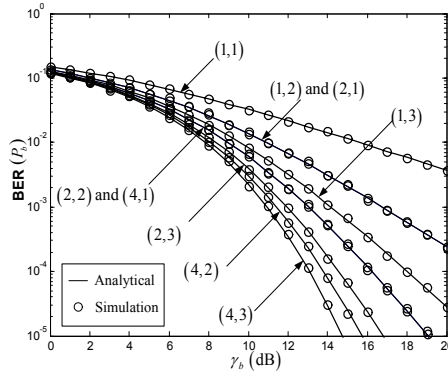 10^0
10^-1
10^-2
10^-3
10^-4
10^-5
BER (P_b)
(1,1)
(1,2) and (2,1)
(1,3)
(2,2) and (4,1)
(2,3)
(4,2)
(4,3)
Analytical
Simulation
0 2 4 6 8 10 12 14 16 18 20
γ_b (dB)